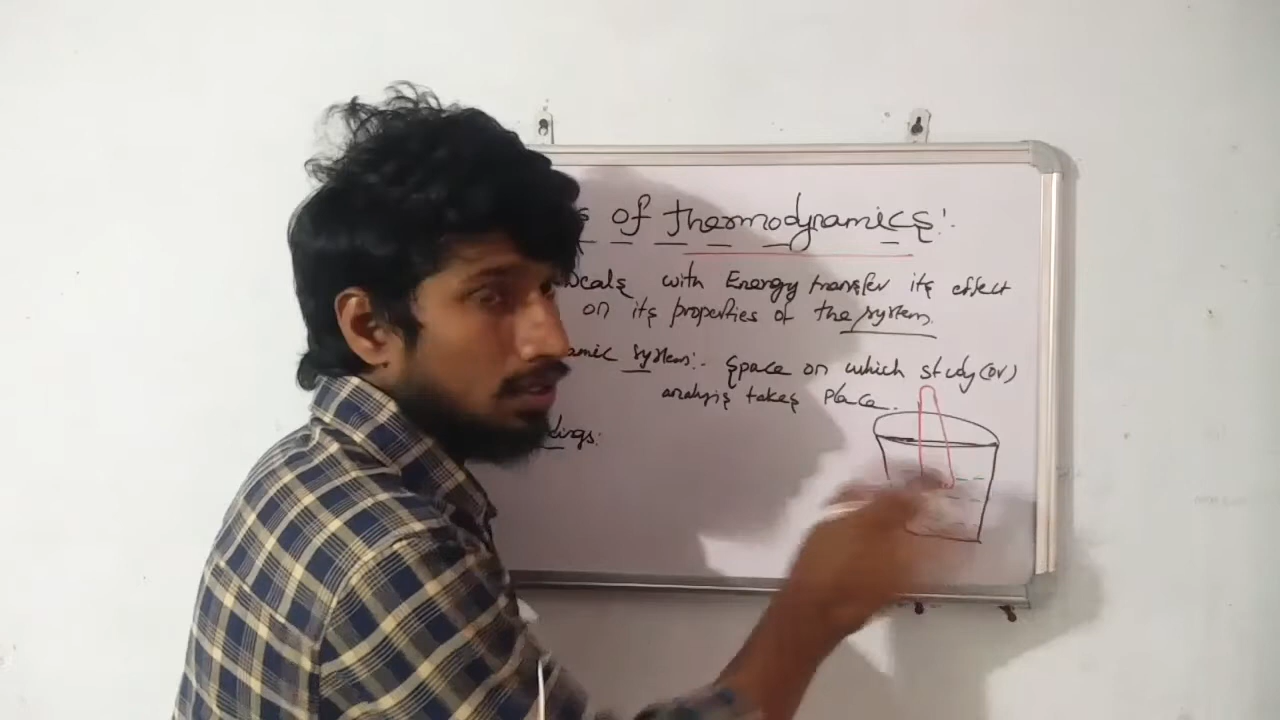 s of thermodynamics:-
Deals with Energy transfer its effect
on its properties of the system.
amic system:- space on which study (or)
analysis takes place.
dings: